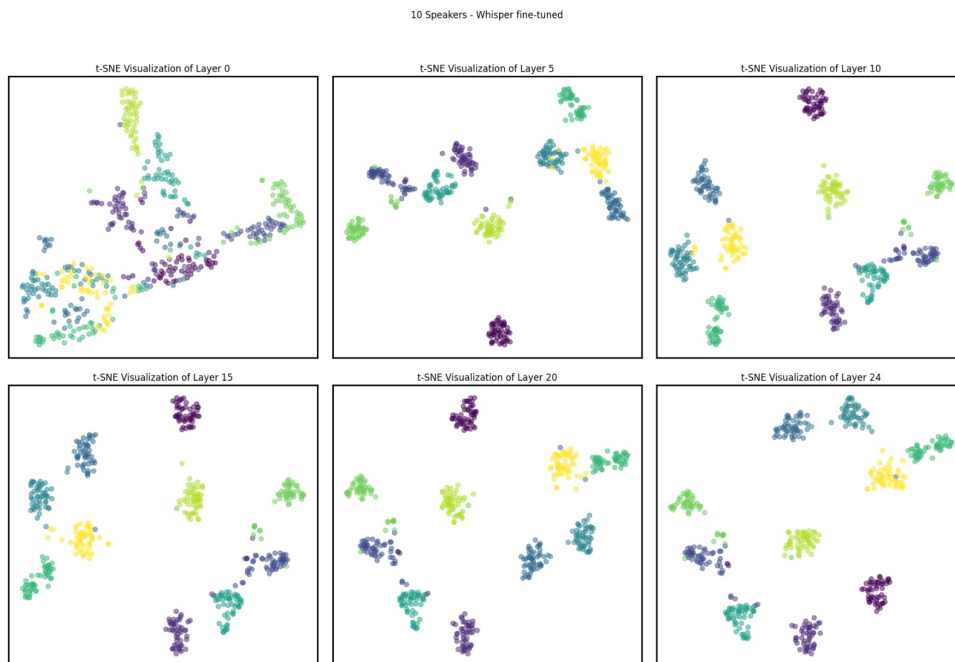 10 Speakers - Whisper fine-tuned
t-SNE Visualization of Layer 0
t-SNE Visualization of Layer 5
t-SNE Visualization of Layer 10
t-SNE Visualization of Layer 15
t-SNE Visualization of Layer 20
t-SNE Visualization of Layer 24